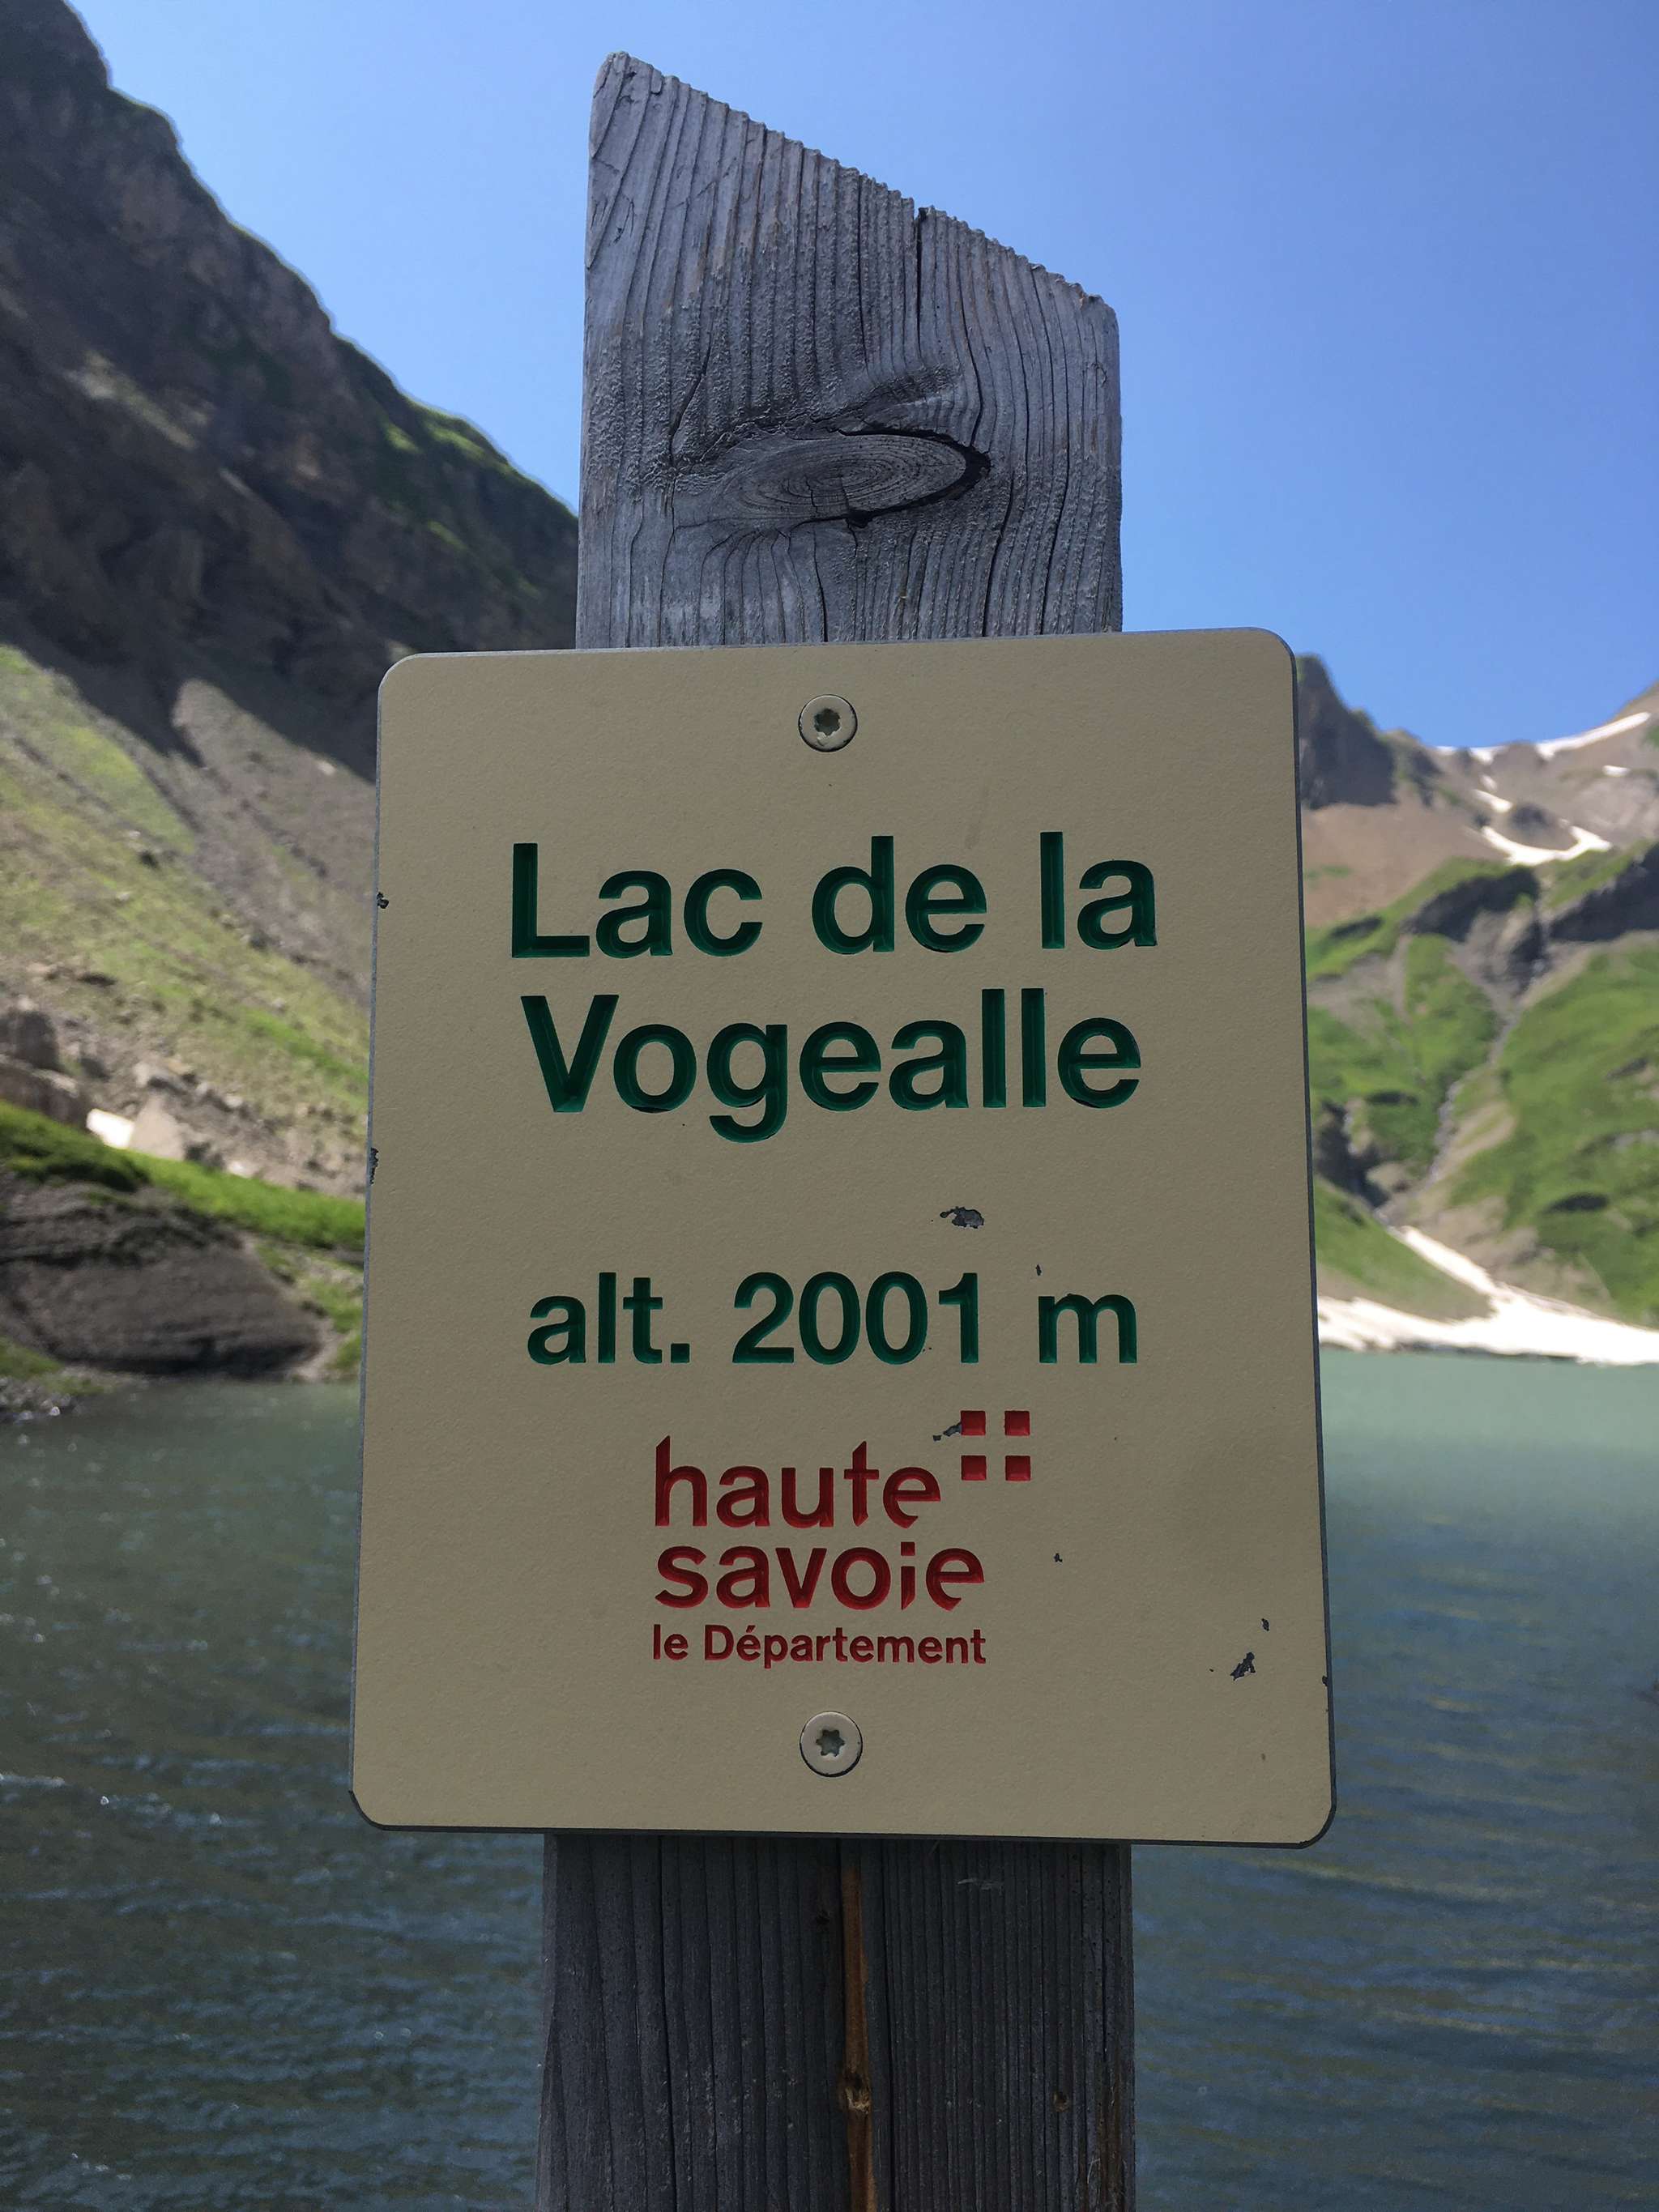 Lac de la
Vogealle
alt. 2001 m
haute
savoie
le Département